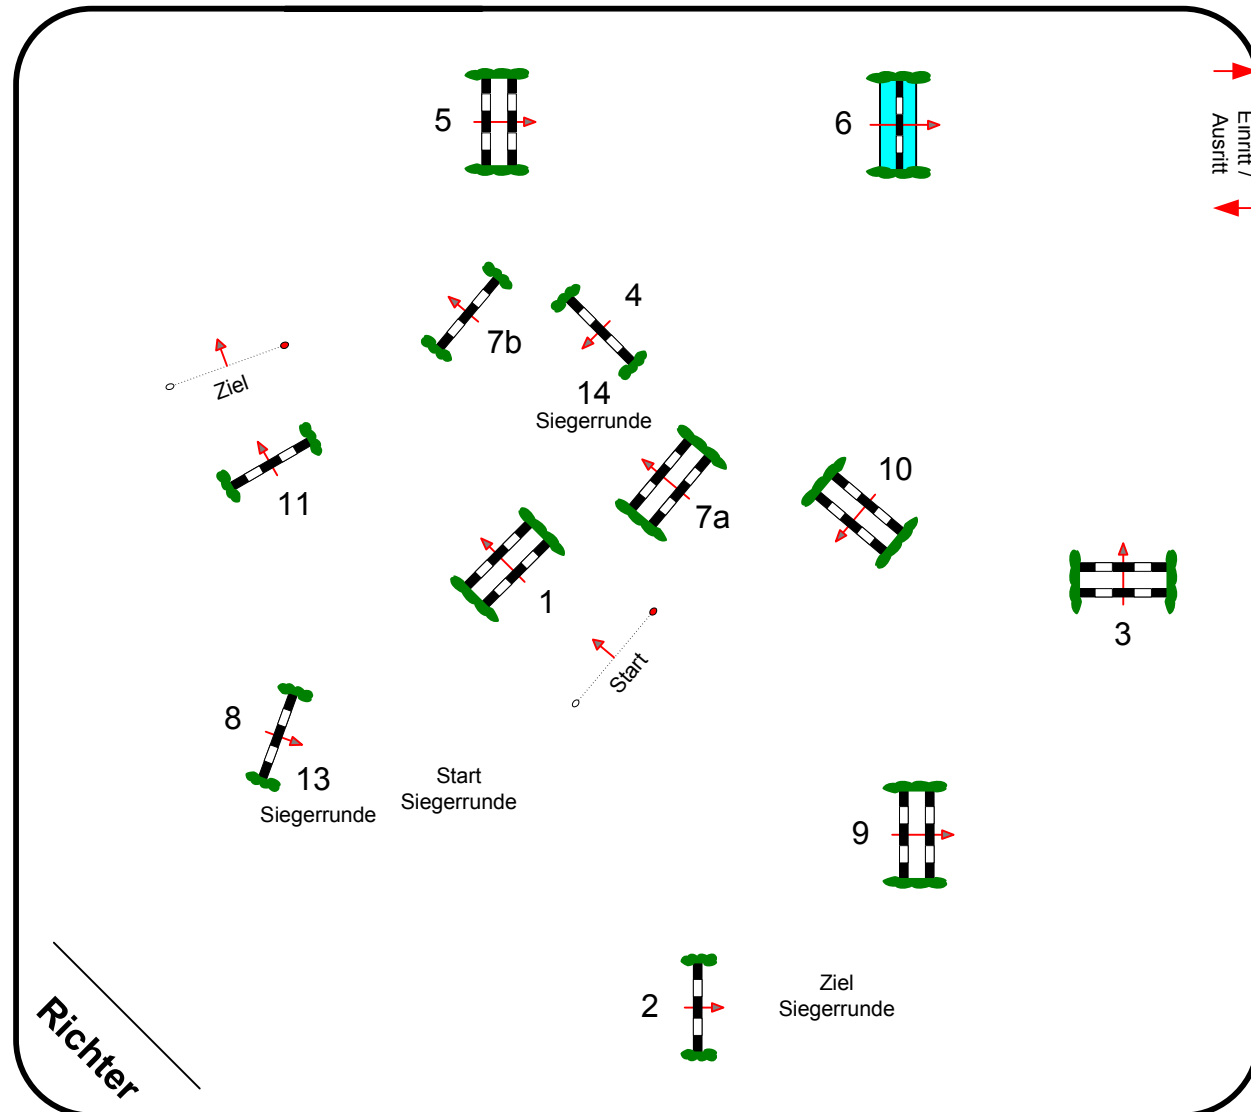 5
6
Einritt /
Ausritt
4
7b
14
Siegerrunde
Ziel
10
11
7a
1
3
Start
8
13
Siegerrunde
Start
Siegerrunde
9
2
Ziel
Siegerrunde
Richter